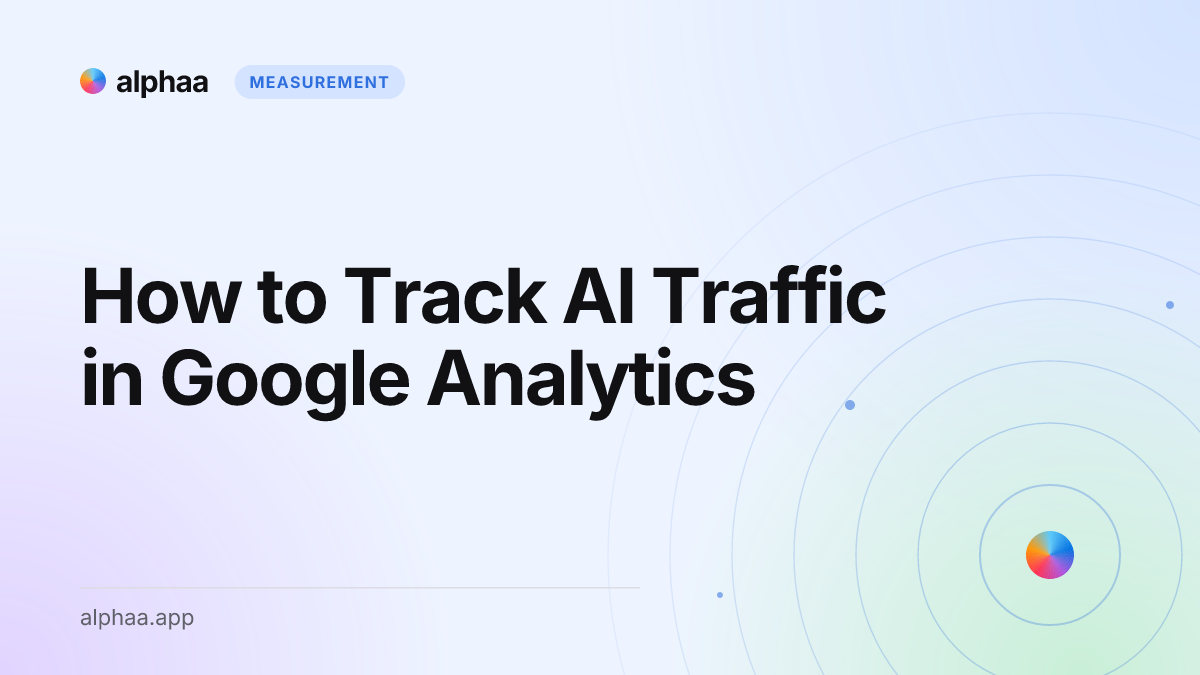 alphaa
MEASUREMENT
How to Track AI Traffic
in Google Analytics
alphaa.app